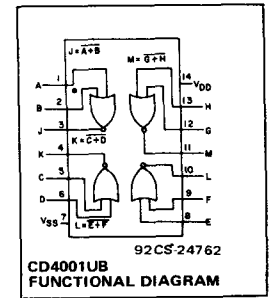 J = A+B
M = G+H
A 1
14 VDD
B 2
13 H
J 3
12 G
K = C+D
K 4
11 M
C 5
10 L
D 6
9 F
L = E+F
VSS 7
8 E
92CS-24762
CD4001UB
FUNCTIONAL DIAGRAM